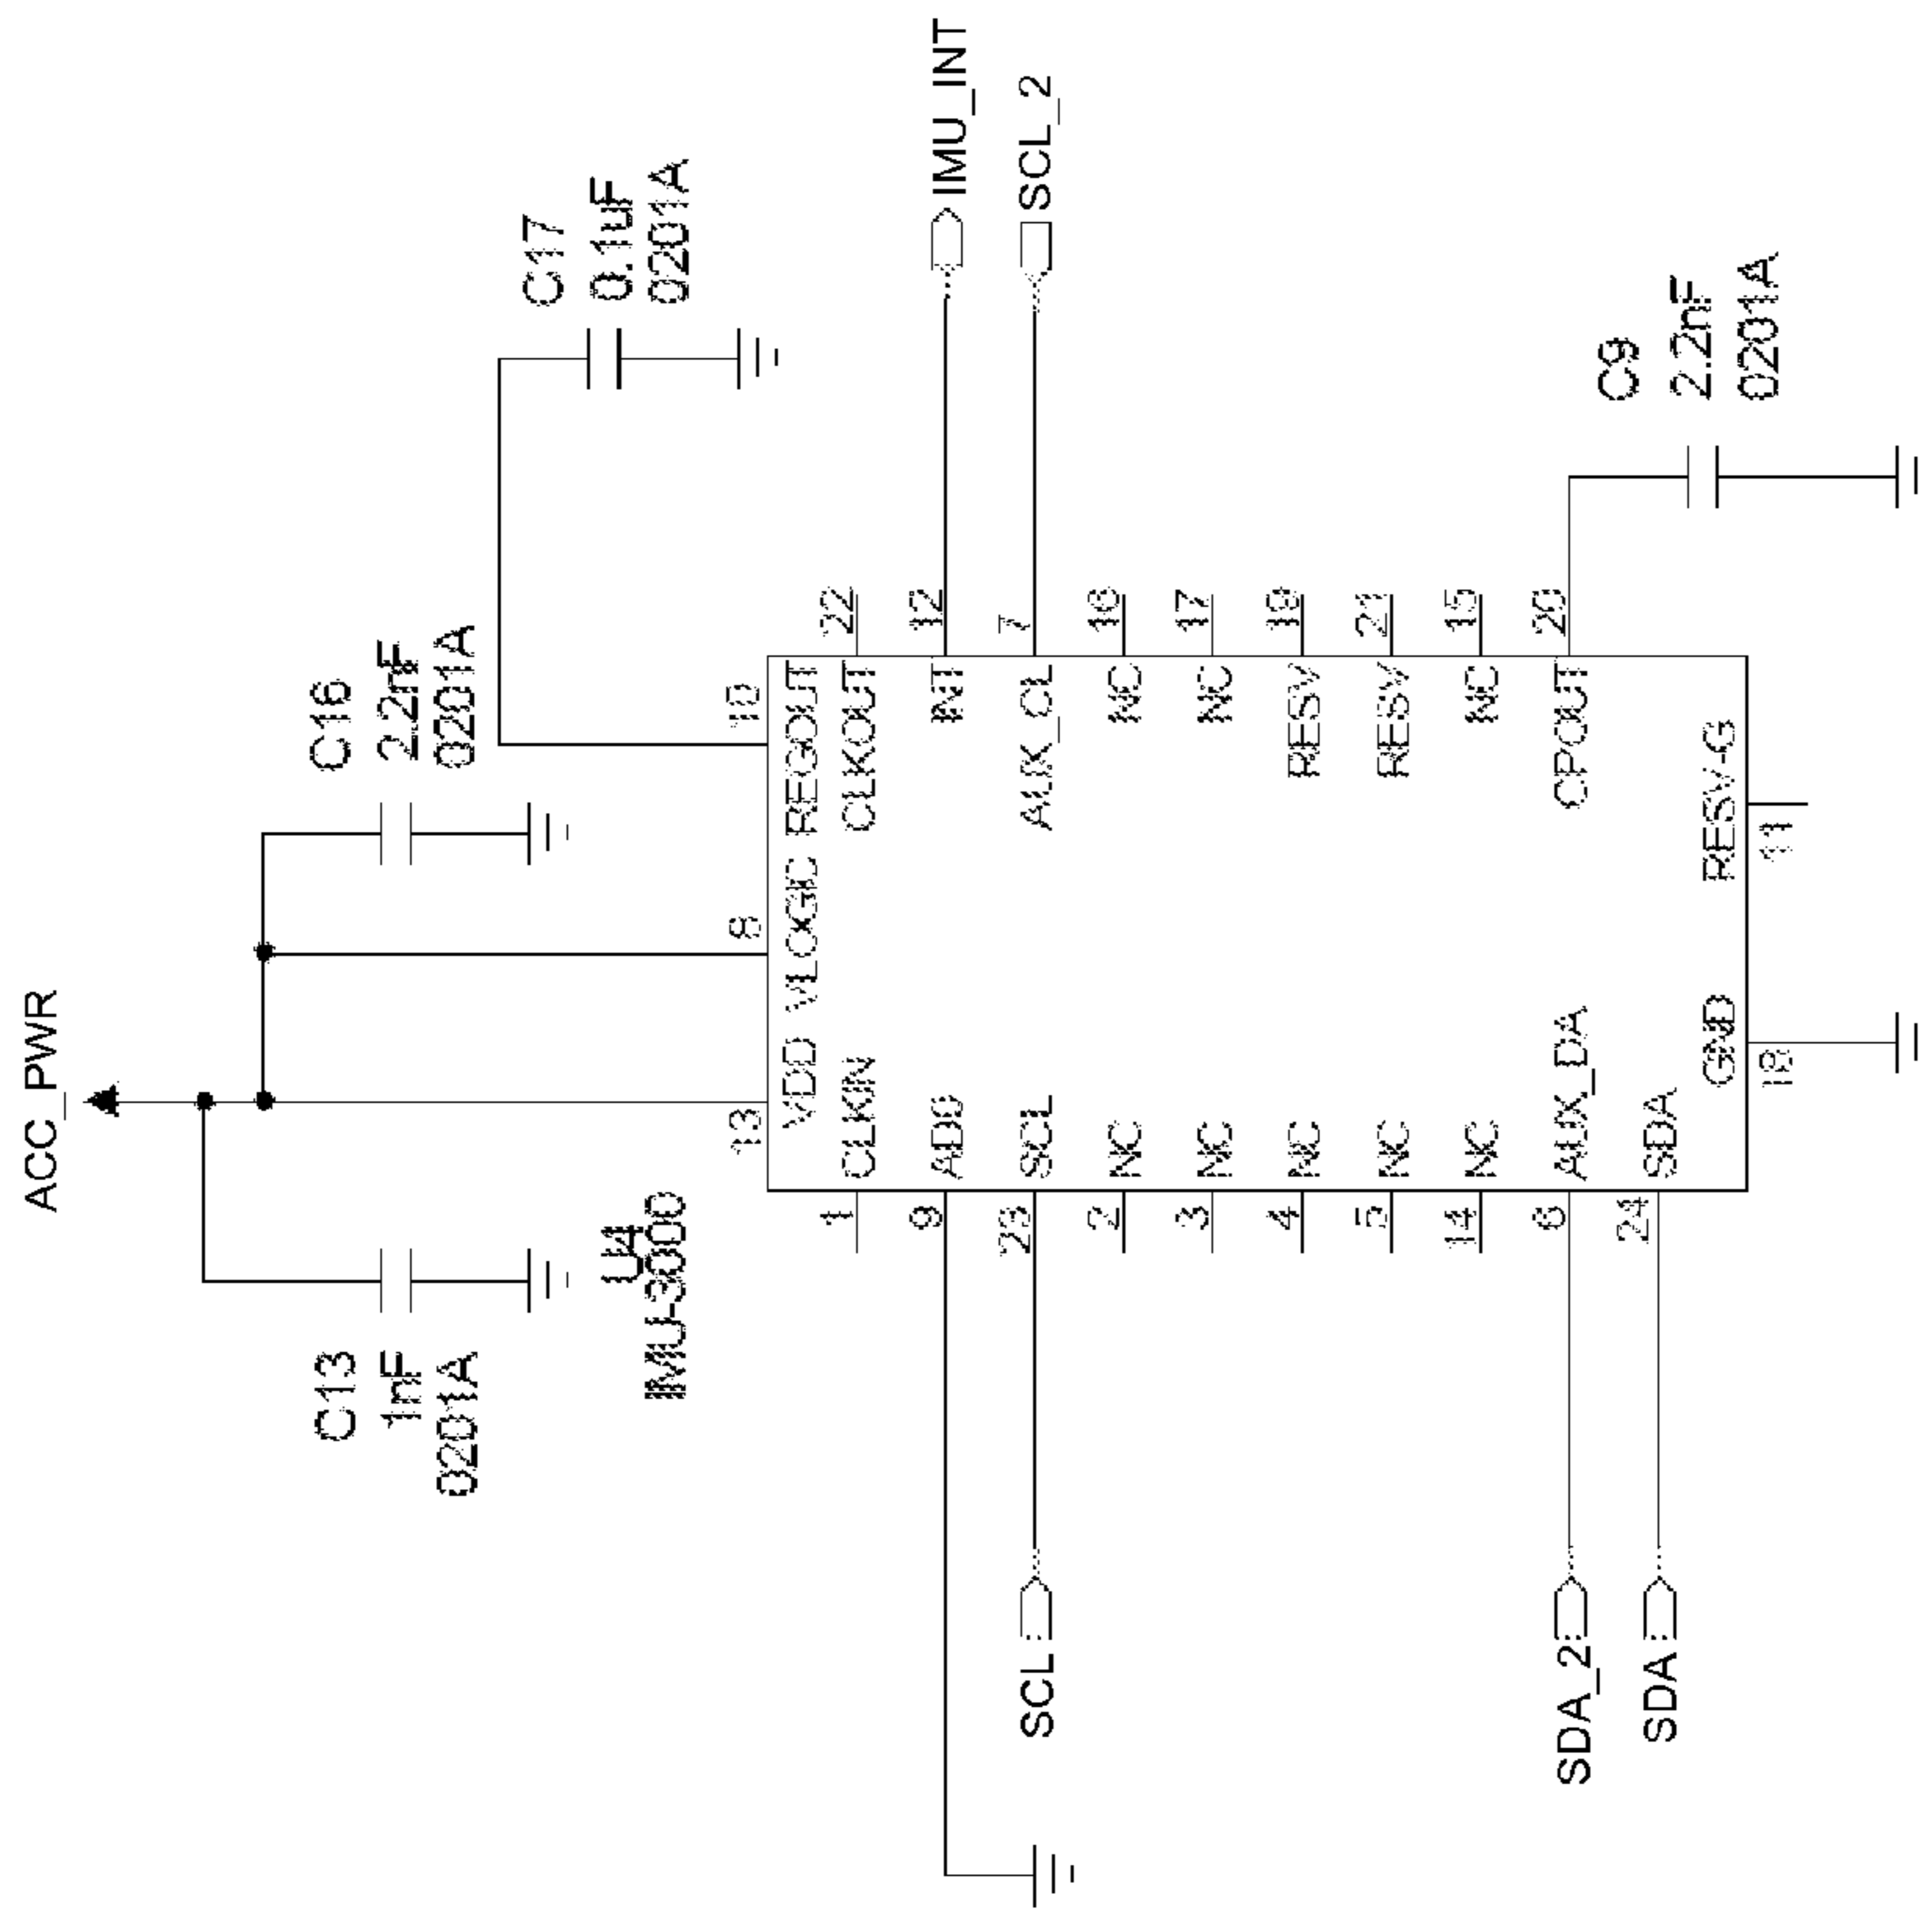 ACC_PWR
C13
1nF
0201A
C16
2.2nF
0201A
C17
0.1uF
0201A
U4
IMU-3000
13
8
10
VDD
VLOGIC
REGOUT
1
CLKIN
CLKOUT
22
9
AD0
INT
12
IMU_INT
SCL
23
SCL
AUX_CL
7
SCL_2
2
NC
NC
16
3
NC
NC
17
4
NC
RESV
19
5
NC
RESV
21
14
NC
NC
15
SDA_2
6
AUX_DA
CPOUT
20
SDA
24
SDA
GND
RESV-G
18
11
C9
2.2nF
0201A